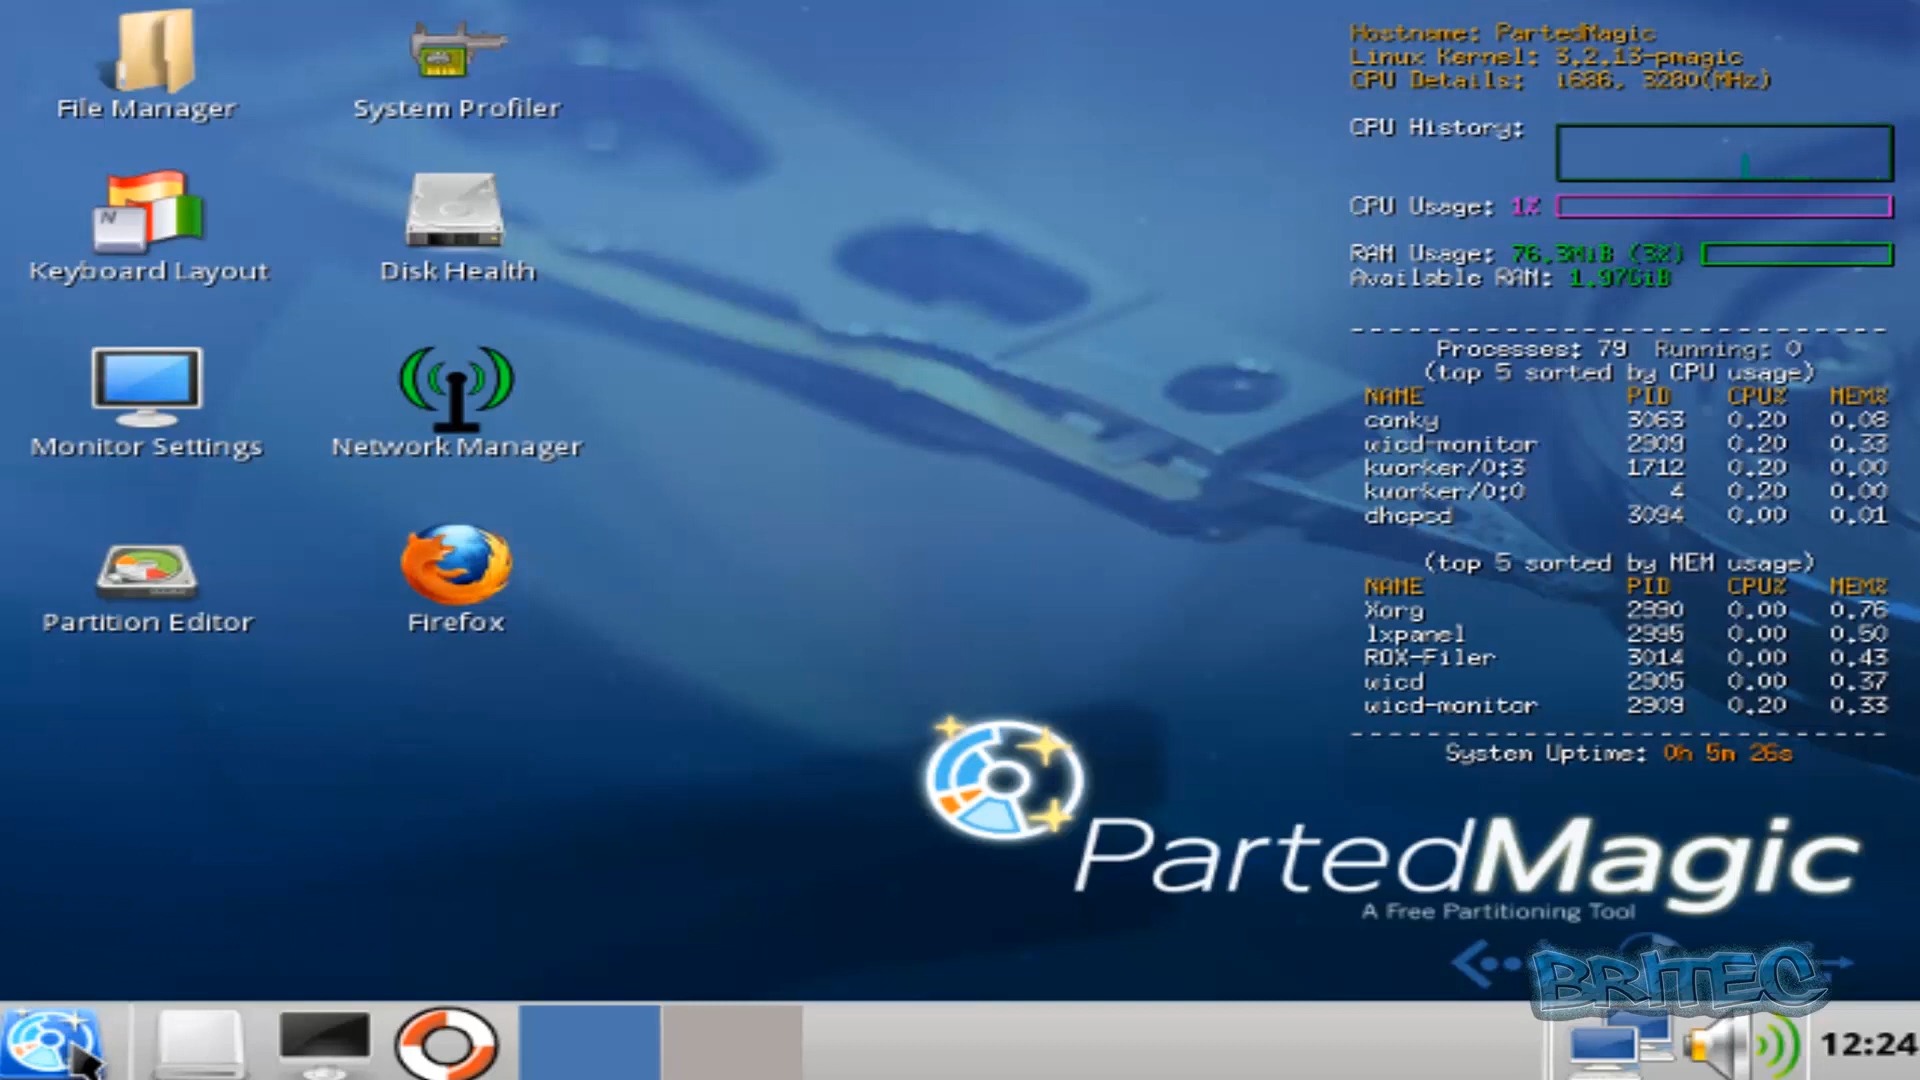 File Manager
System Profiler
Keyboard Layout
Disk Health
Monitor Settings
Network Manager
Partition Editor
Firefox
Hostname: PartedMagic
Linux Kernel: 3.2.13-pmagic
CPU Details: i686, 3280(MHz)
CPU History:
CPU Usage: 1%
RAM Usage: 76.3MiB (3%)
Available RAM: 1.97GiB
Processes: 79 Running: 0
(top 5 sorted by CPU usage)
NAME PID CPU% MEM%
conky 3063 0.20 0.08
wicd-monitor 2909 0.20 0.33
kworker/0:3 1712 0.20 0.00
kworker/0:0 4 0.20 0.00
dhcpcd 3094 0.00 0.01
(top 5 sorted by MEM usage)
NAME PID CPU% MEM%
Xorg 2990 0.00 0.76
lxpanel 2995 0.00 0.50
ROX-Filer 3014 0.00 0.43
wicd 2905 0.00 0.37
wicd-monitor 2909 0.20 0.33
System Uptime: 0h 5m 26s
PartedMagic
A Free Partitioning Tool
BRITEC
12:24
N